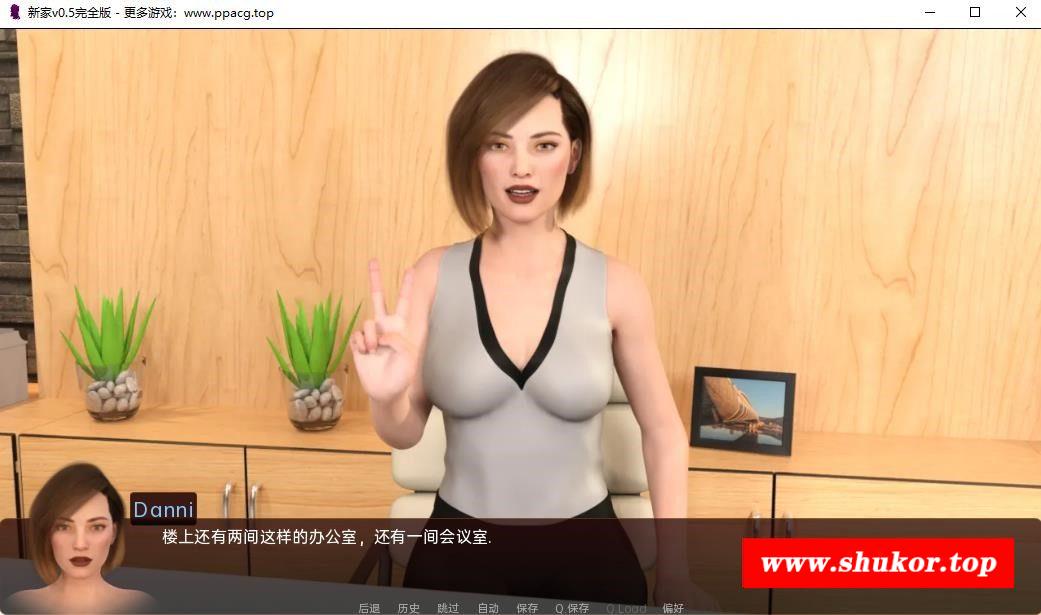 新家v0.5完全版 - 更多游戏：www.ppacg.top
Danni
楼上还有两间这样的办公室，还有一间会议室.
www.shukor.top
后退 历史 跳过 自动 保存 Q.保存 Q.Load 偏好